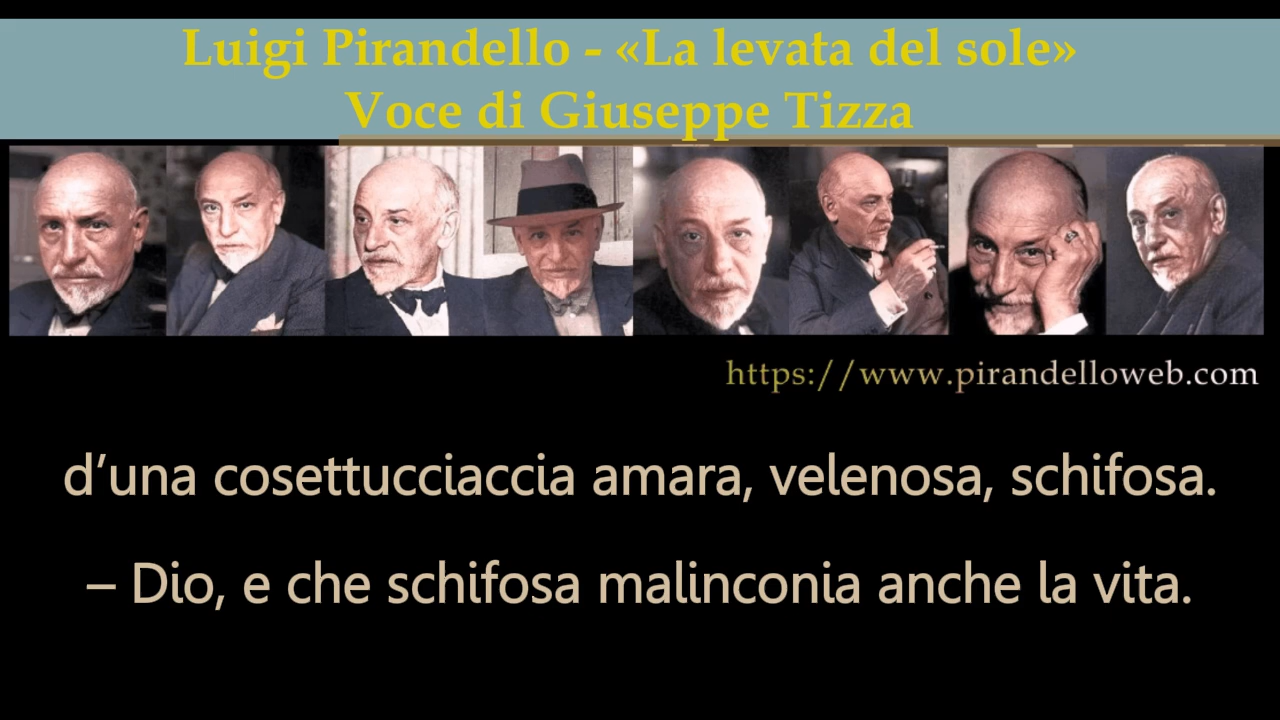 Luigi Pirandello - «La levata del sole»
Voce di Giuseppe Tizza
https://www.pirandelloweb.com
d’una cosettucciaccia amara, velenosa, schifosa.
– Dio, e che schifosa malinconia anche la vita.